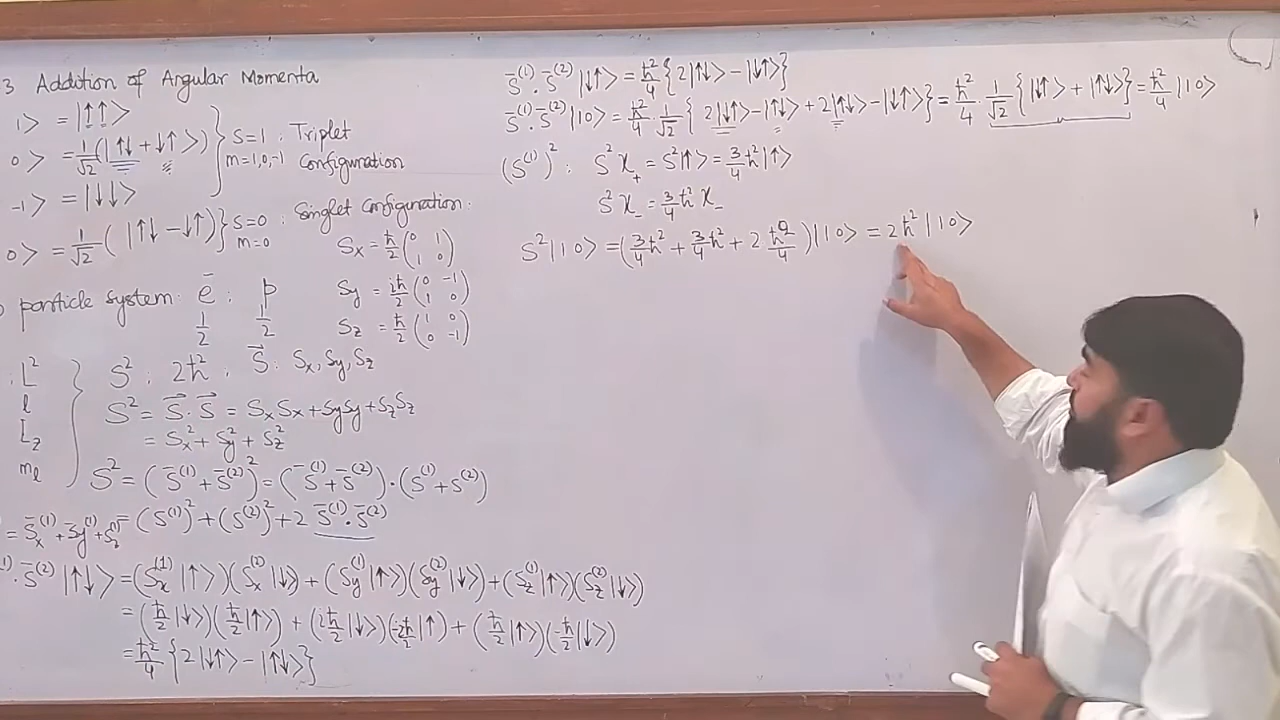 3 Addition of Angular Momenta
1> = |↑↑>
0> = 1/√2 (|↑↓ + ↓↑>)
-1> = |↓↓>
} S=1 : Triplet
m=1,0,-1 Configuration
0> = 1/√2 ( |↑↓ - ↓↑) } S=0 : Singlet Configuration:
m=0
particle system: ē : p
1/2 1/2
Sx = ħ/2 (0 1 1 0)
Sy = iħ/2 (0 -1 1 0)
Sz = ħ/2 (1 0 0 -1)
: L²
l
Lz
mℓ
S² : 2ħ² , S⃗ : Sx, Sy, Sz
S² = S⃗ . S⃗ = SxSx + SySy + SzSz
= Sx² + Sy² + Sz²
S² = (S̄⁽¹⁾ + S̄⁽²⁾)² = (S̄⁽¹⁾ + S̄⁽²⁾) . (S⁽¹⁾ + S⁽²⁾)
= (S⁽¹⁾)² + (S⁽²⁾)² + 2 S̄⁽¹⁾ . S̄⁽²⁾
= S̄x⁽¹⁾ + S̄y⁽¹⁾ + Sz⁽¹⁾
⁽¹⁾ . S̄⁽²⁾ |↑↓> = (Sx⁽¹⁾ |↑>)(Sx⁽²⁾ |↓) + (Sy⁽¹⁾ |↑>)(Sy⁽²⁾ |↓) + (Sz⁽¹⁾ |↑>)(Sz⁽²⁾ |↓)
= (ħ/2 |↓>)(ħ/2 |↑>) + (iħ/2 |↓>)(-iħ/2 |↑) + (ħ/2 |↑>)(-ħ/2 |↓>)
= ħ²/4 {2|↓↑> - |↑↓>}
S̄⁽¹⁾ . S̄⁽²⁾ |↓↑> = ħ²/4 {2|↑↓> - |↓↑>}
S̄⁽¹⁾ . S̄⁽²⁾ |1 0> = ħ²/4 . 1/√2 { 2|↓↑> - |↑↓> + 2|↑↓> - |↓↑> } = ħ²/4 . 1/√2 {|↓↑> + |↑↓>} = ħ²/4 |1 0>
(S⁽¹⁾)² : S² χ₊ = S² |↑> = 3/4 ħ² |↑>
S² χ₋ = 3/4 ħ² χ₋
S² |1 0> = (3/4 ħ² + 3/4 ħ² + 2 ħ²/4) |1 0> = 2ħ² |1 0>